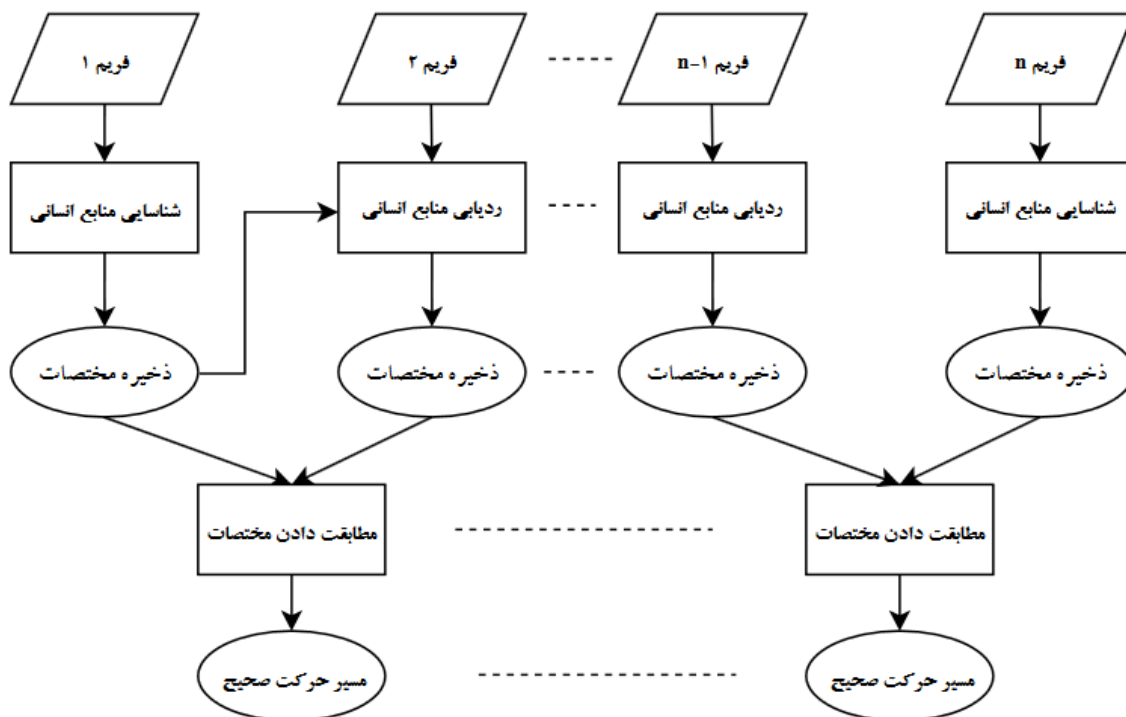 فریم ۱
فریم ۲
فریم n-۱
فریم n
شناسایی منابع انسانی
ردیابی منابع انسانی
ردیابی منابع انسانی
شناسایی منابع انسانی
ذخیره مختصات
ذخیره مختصات
ذخیره مختصات
ذخیره مختصات
مطابقت دادن مختصات
مطابقت دادن مختصات
مسیر حرکت صحیح
مسیر حرکت صحیح